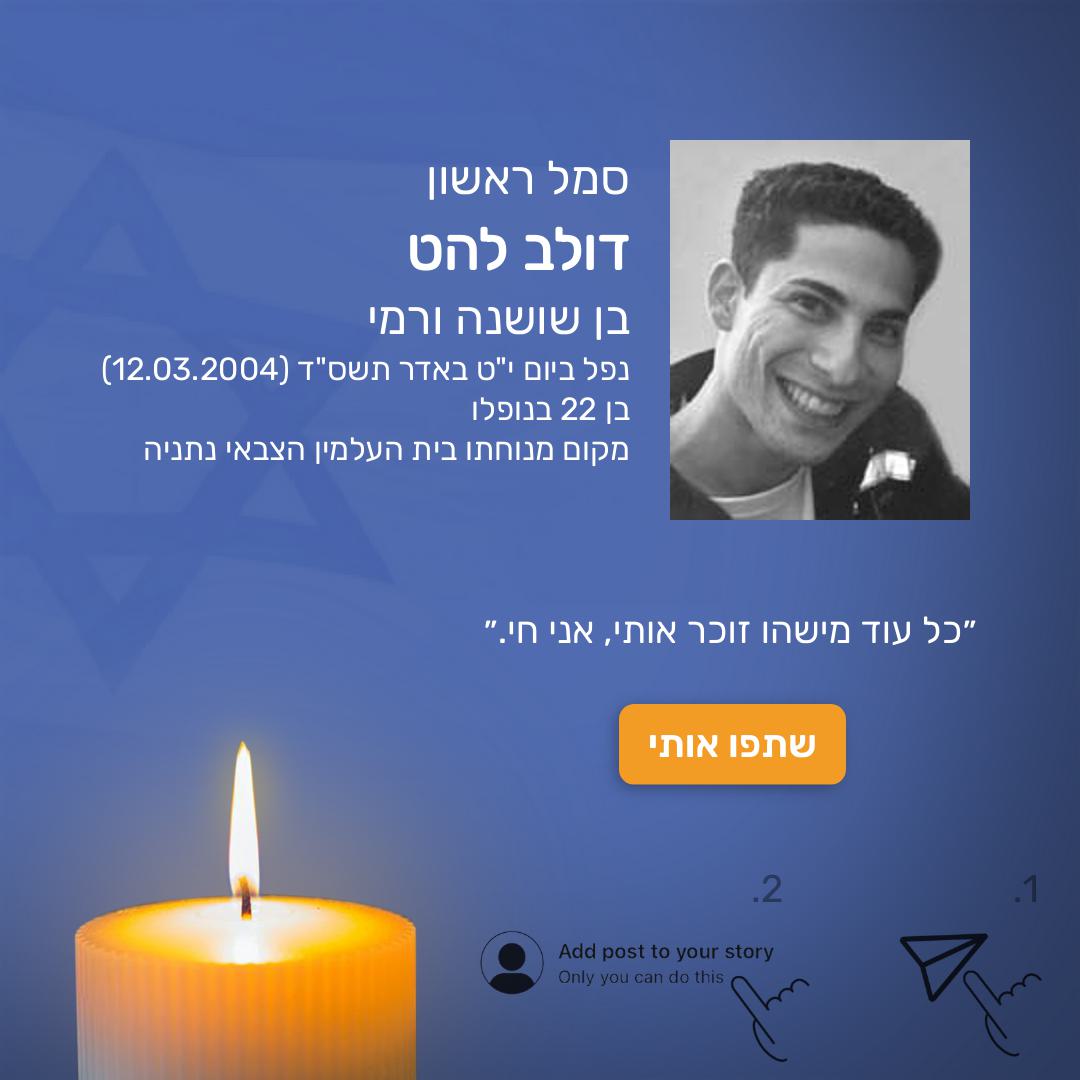 סמל ראשון
דולב להט
בן שושנה ורמי
נפל ביום י"ט באדר תשס"ד (12.03.2004)
בן 22 בנופלו
מקום מנוחתו בית העלמין הצבאי נתניה
״כל עוד מישהו זוכר אותי, אני חי.״
שתפו אותי
.1
.2
Add post to your story
Only you can do this